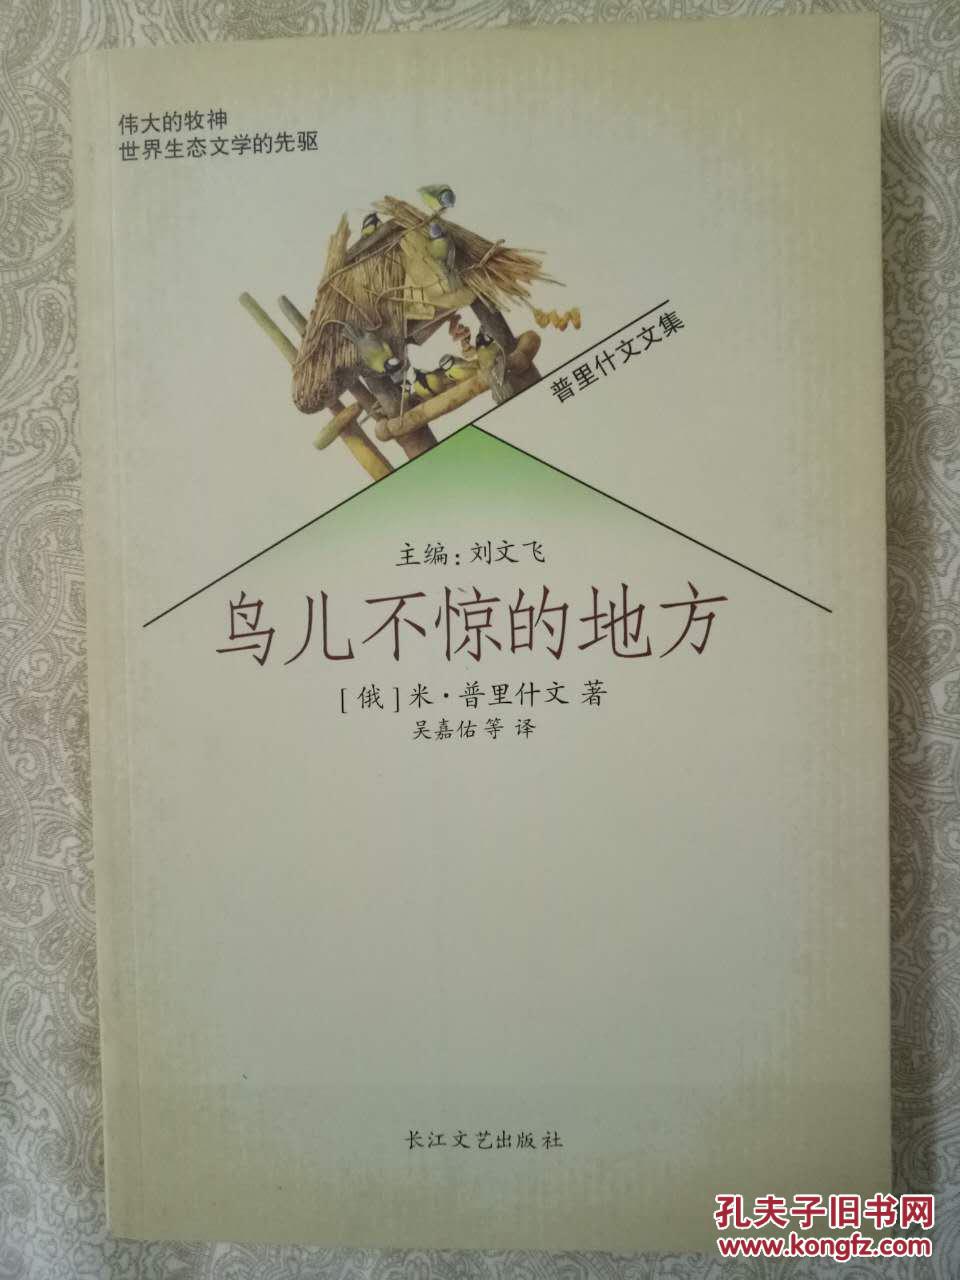 伟大的牧神
世界生态文学的先驱
普里什文文集
主编:刘文飞
鸟儿不惊的地方
[俄]米·普里什文 著
吴嘉佑等 译
长江文艺出版社
孔夫子旧书网
www.kongfz.com